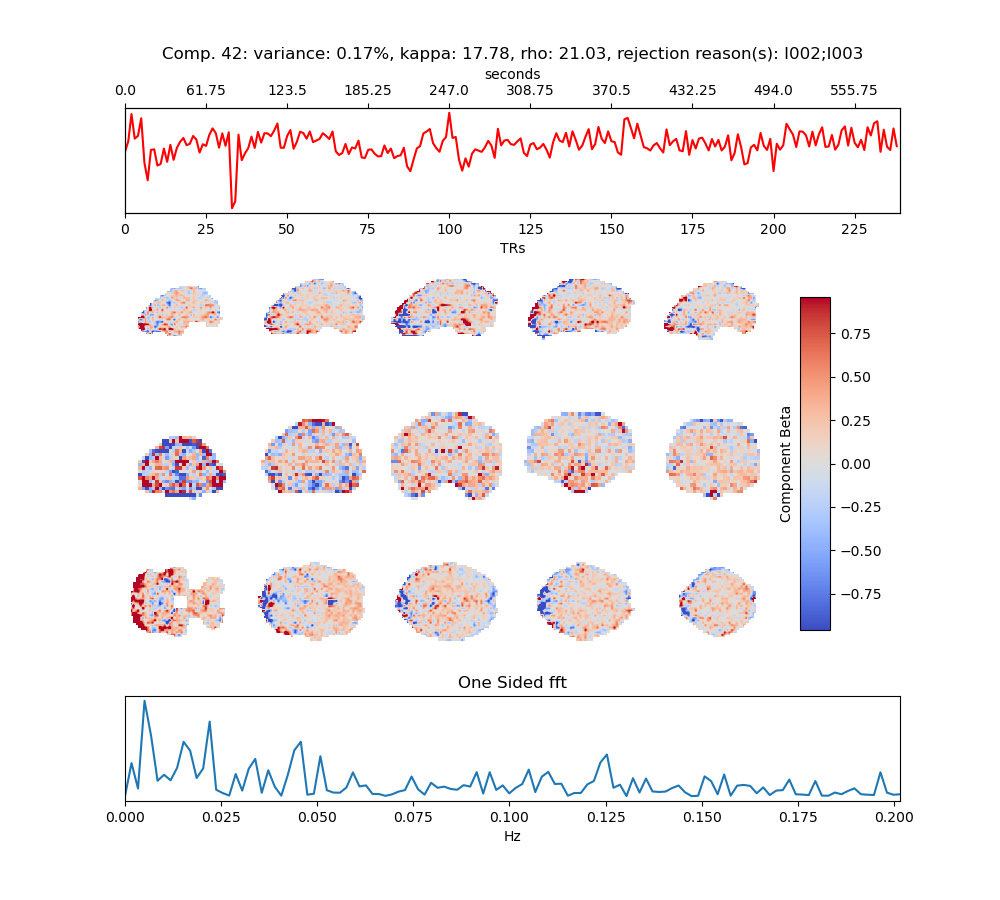 Comp. 42: variance: 0.17%, kappa: 17.78, rho: 21.03, rejection reason(s): I002;I003
seconds
0.0 61.75 123.5 185.25 247.0 308.75 370.5 432.25 494.0 555.75
0 25 50 75 100 125 150 175 200 225
TRs
0.75
0.50
0.25
0.00
−0.25
−0.50
−0.75
Component Beta
One Sided fft
0.000 0.025 0.050 0.075 0.100 0.125 0.150 0.175 0.200
Hz